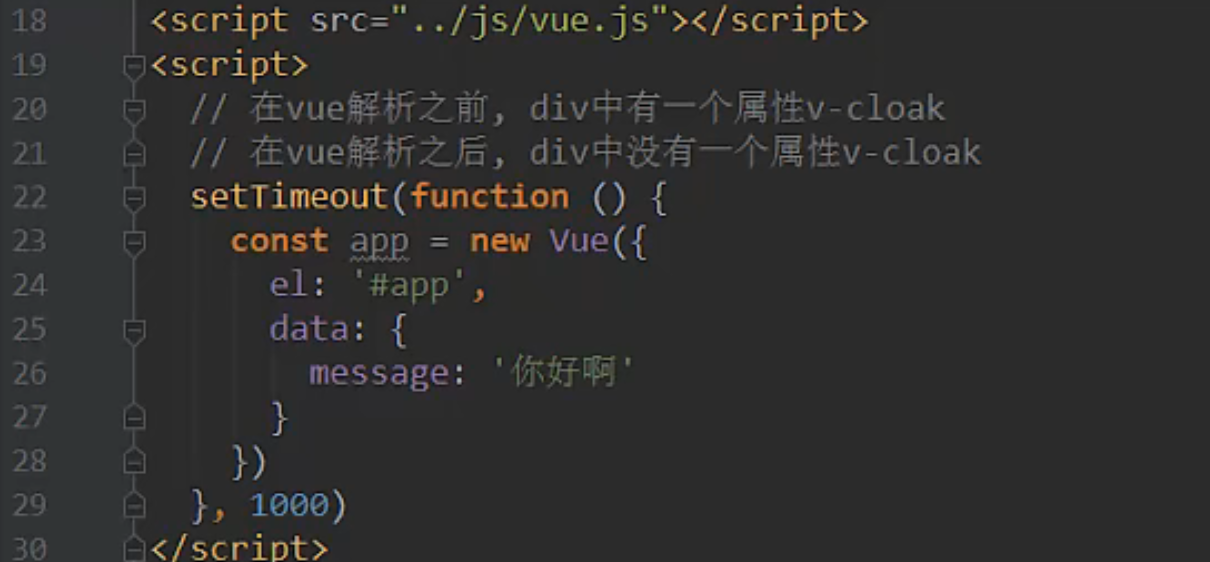 18 <script src="../js/vue.js"></script>
19 <script>
20 // 在vue解析之前, div中有一个属性v-cloak
21 // 在vue解析之后, div中没有一个属性v-cloak
22 setTimeout(function () {
23 const app = new Vue({
24 el: '#app',
25 data: {
26 message: '你好啊'
27 }
28 })
29 }, 1000)
30 </script>